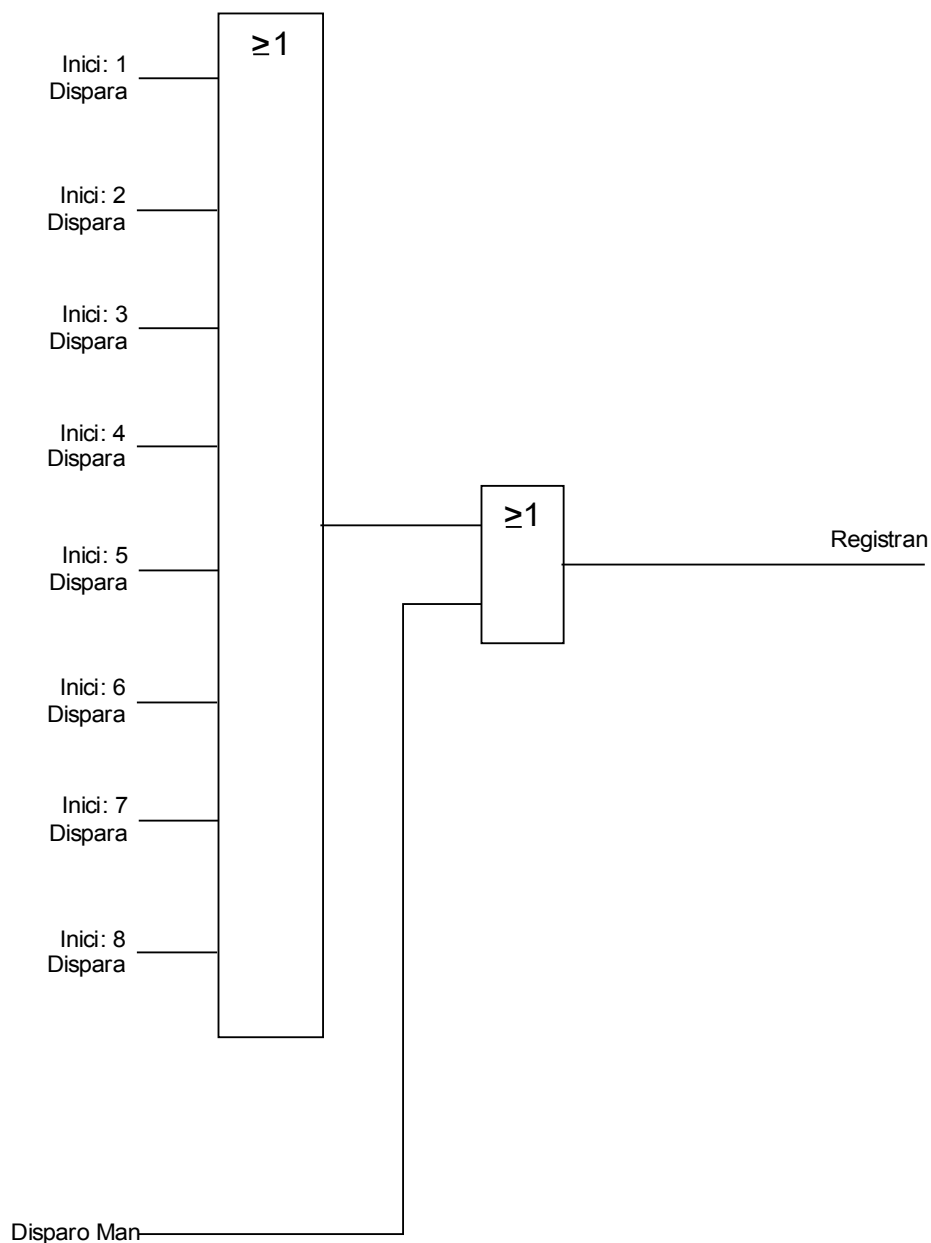 ≥1
Inici: 1
Dispara
Inici: 2
Dispara
Inici: 3
Dispara
Inici: 4
Dispara
≥1
Registran
Inici: 5
Dispara
Inici: 6
Dispara
Inici: 7
Dispara
Inici: 8
Dispara
Disparo Man